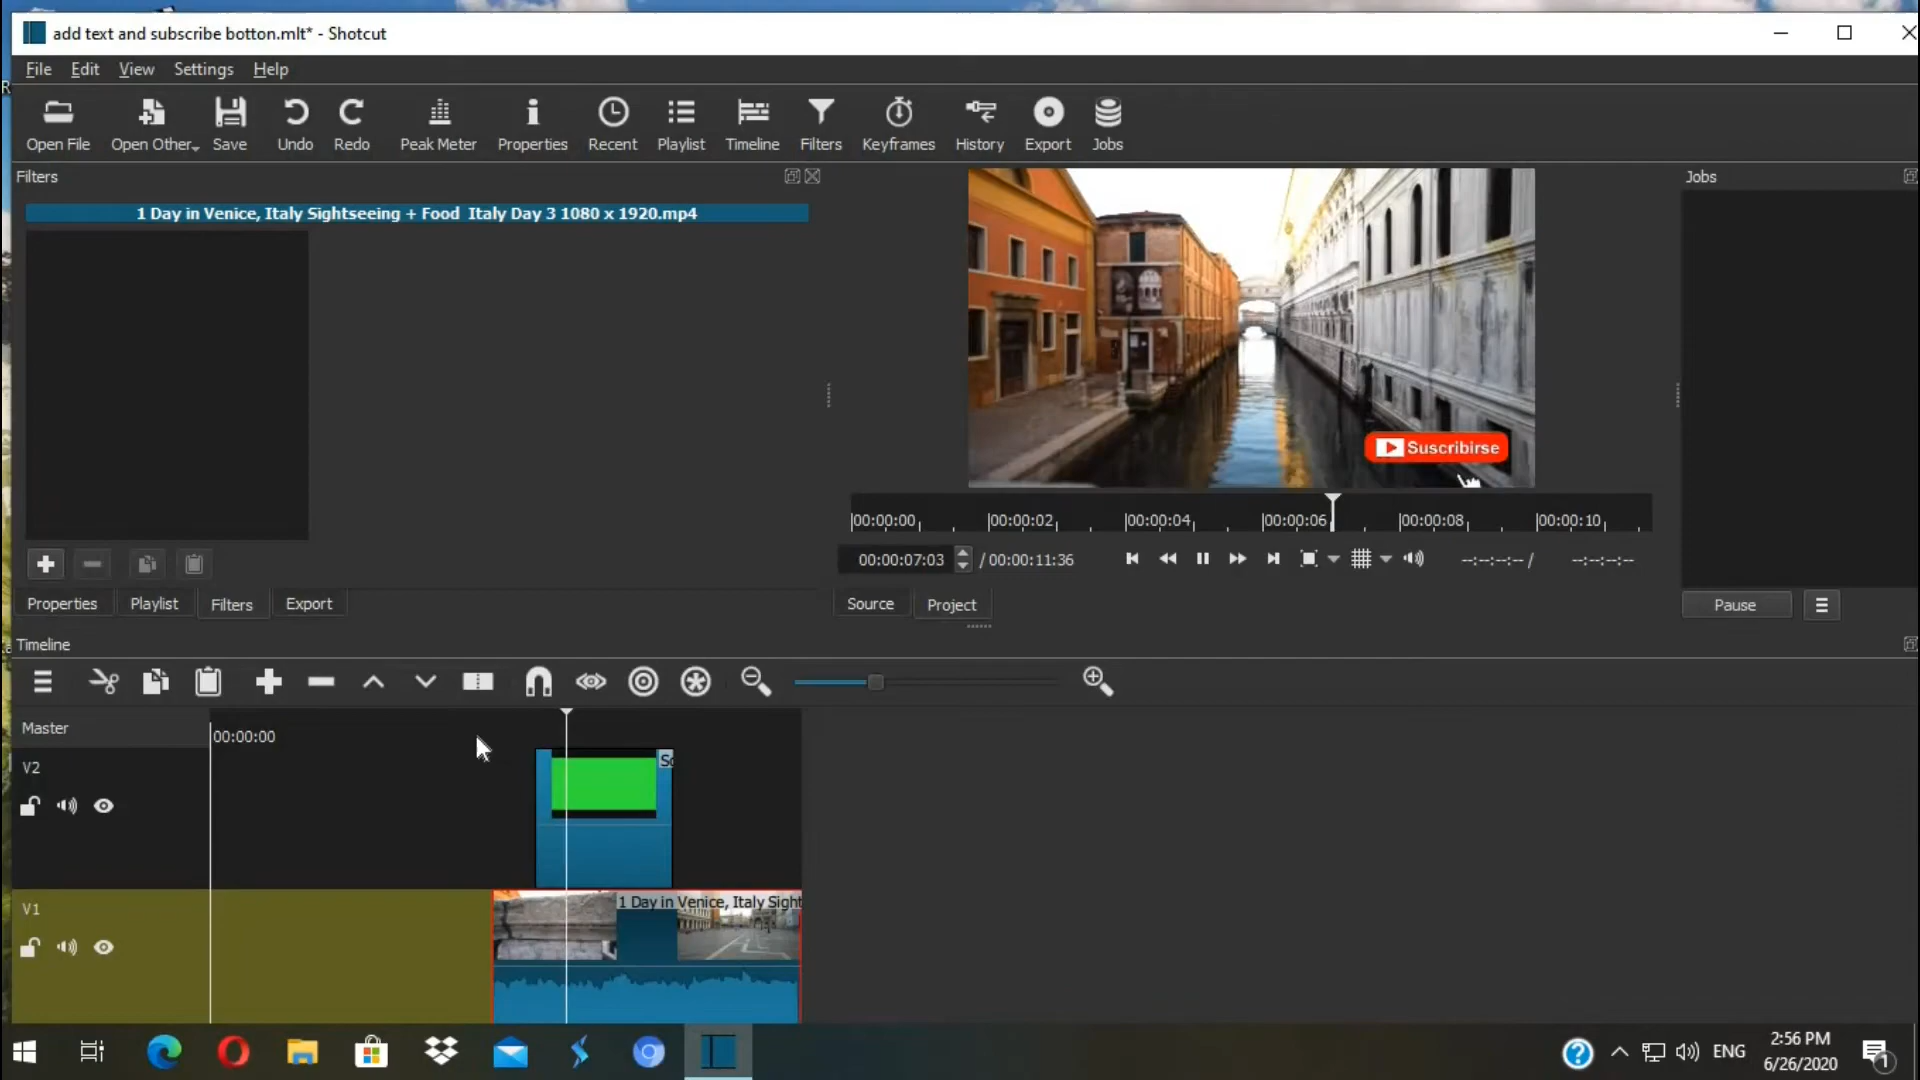 add text and subscribe botton.mlt* - Shotcut
File Edit View Settings Help
Open File Open Other Save Undo Redo Peak Meter Properties Recent Playlist Timeline Filters Keyframes History Export Jobs
Filters
Jobs
1 Day in Venice, Italy Sightseeing + Food  Italy Day 3 1080 x 1920.mp4
Suscribirse
00:00:00 00:00:02 00:00:04 00:00:06 00:00:08 00:00:10
00:00:07:03 / 00:00:11:36 --:--:--:-- / --:--:--:--
Properties Playlist Filters Export
Source Project
Pause
Timeline
Master
00:00:00
V2
V1
1 Day in Venice, Italy Sight
ENG
2:56 PM
6/26/2020
1